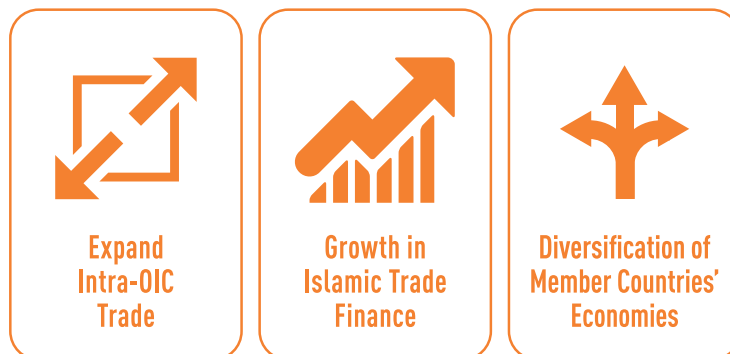 Expand
Intra-OIC
Trade
Growth in
Islamic Trade
Finance
Diversification of
Member Countries’
Economies